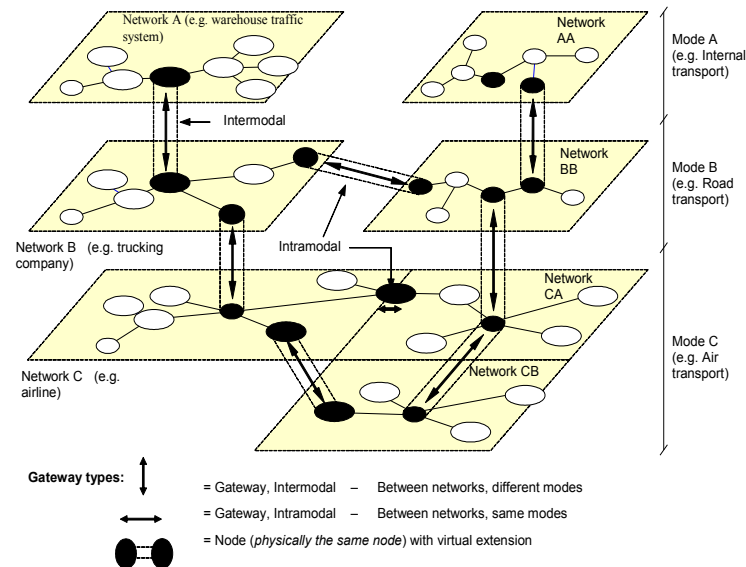 Network A (e.g. warehouse traffic
system)
Network
AA
Mode A
(e.g. Internal
transport)
Intermodal
Network
BB
Mode B
(e.g. Road
transport)
Network B (e.g. trucking
company)
Intramodal
Network
CA
Mode C
(e.g. Air
transport)
Network C (e.g.
airline)
Network CB
Gateway types:
= Gateway, Intermodal – Between networks, different modes
= Gateway, Intramodal – Between networks, same modes
= Node (physically the same node) with virtual extension